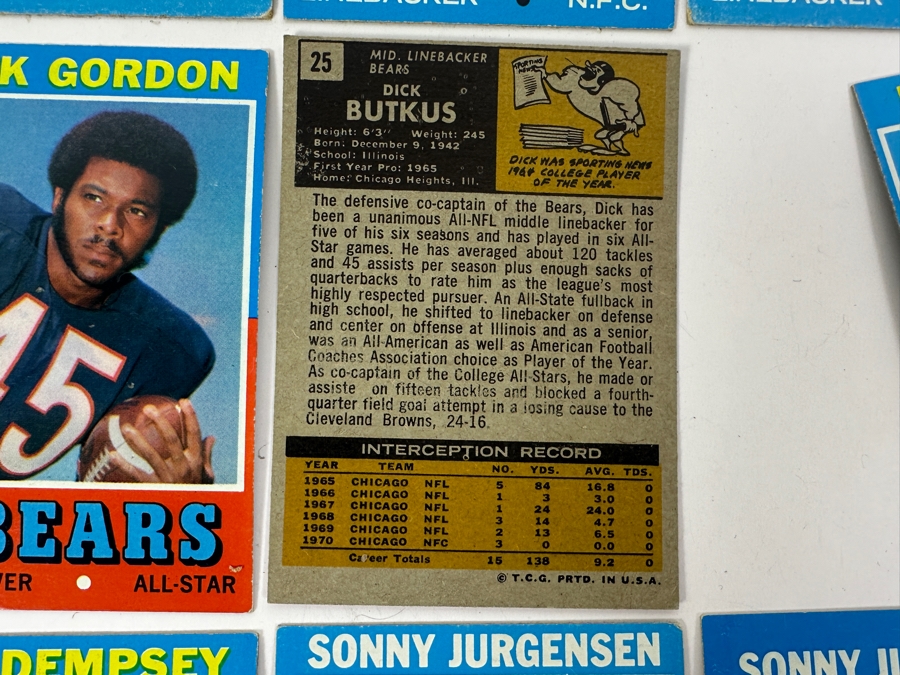 LINEBACKER
N.F.C.
LINEBACKER
K GORDON
45
BEARS
VER
ALL-STAR
25
MID. LINEBACKER
BEARS
DICK
BUTKUS
Height: 6'3" Weight: 245
Born: December 9, 1942
School: Illinois
First Year Pro: 1965
Home: Chicago Heights, Ill.
SPORTING
NEWS
DICK WAS SPORTING NEWS
1964 COLLEGE PLAYER
OF THE YEAR.
The defensive co-captain of the Bears, Dick has
been a unanimous All-NFL middle linebacker for
five of his six seasons and has played in six All-
Star games. He has averaged about 120 tackles
and 45 assists per season plus enough sacks of
quarterbacks to rate him as the league's most
highly respected pursuer. An All-State fullback in
high school, he shifted to linebacker on defense
and center on offense at Illinois and as a senior,
was an All-American as well as American Football
Coaches Association choice as Player of the Year.
As co-captain of the College All-Stars, he made or
assiste on fifteen tackles and blocked a fourth-
quarter field goal attempt in a losing cause to the
Cleveland Browns, 24-16.
INTERCEPTION RECORD
YEAR TEAM NO. YDS. AVG. TDS.
1965 CHICAGO NFL 5 84 16.8 0
1966 CHICAGO NFL 1 3 3.0 0
1967 CHICAGO NFL 1 24 24.0 0
1968 CHICAGO NFL 3 14 4.7 0
1969 CHICAGO NFL 2 13 6.5 0
1970 CHICAGO NFC 3 0 0.0 0
Career Totals 15 138 9.2 0
© T.C.G. PRTD. IN U.S.A.
DEMPSEY
SONNY JURGENSEN
SONNY JU